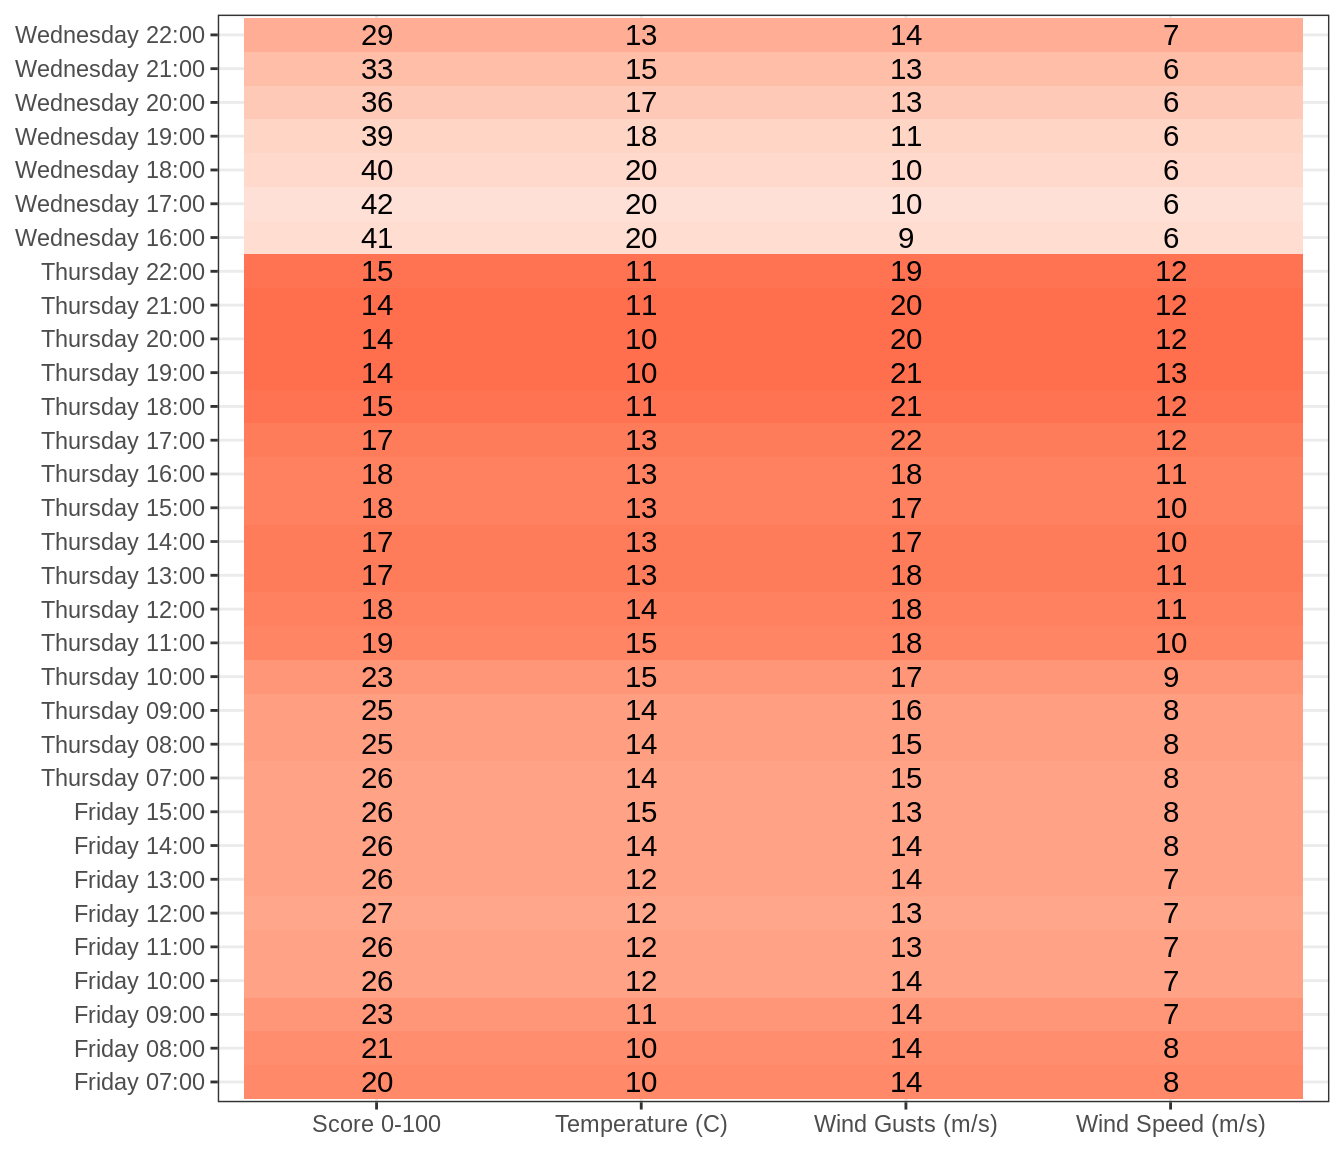 Wednesday 22:00 29 13 14 7
Wednesday 21:00 33 15 13 6
Wednesday 20:00 36 17 13 6
Wednesday 19:00 39 18 11 6
Wednesday 18:00 40 20 10 6
Wednesday 17:00 42 20 10 6
Wednesday 16:00 41 20 9 6
Thursday 22:00 15 11 19 12
Thursday 21:00 14 11 20 12
Thursday 20:00 14 10 20 12
Thursday 19:00 14 10 21 13
Thursday 18:00 15 11 21 12
Thursday 17:00 17 13 22 12
Thursday 16:00 18 13 18 11
Thursday 15:00 18 13 17 10
Thursday 14:00 17 13 17 10
Thursday 13:00 17 13 18 11
Thursday 12:00 18 14 18 11
Thursday 11:00 19 15 18 10
Thursday 10:00 23 15 17 9
Thursday 09:00 25 14 16 8
Thursday 08:00 25 14 15 8
Thursday 07:00 26 14 15 8
Friday 15:00 26 15 13 8
Friday 14:00 26 14 14 8
Friday 13:00 26 12 14 7
Friday 12:00 27 12 13 7
Friday 11:00 26 12 13 7
Friday 10:00 26 12 14 7
Friday 09:00 23 11 14 7
Friday 08:00 21 10 14 8
Friday 07:00 20 10 14 8
Score 0-100 Temperature (C) Wind Gusts (m/s) Wind Speed (m/s)